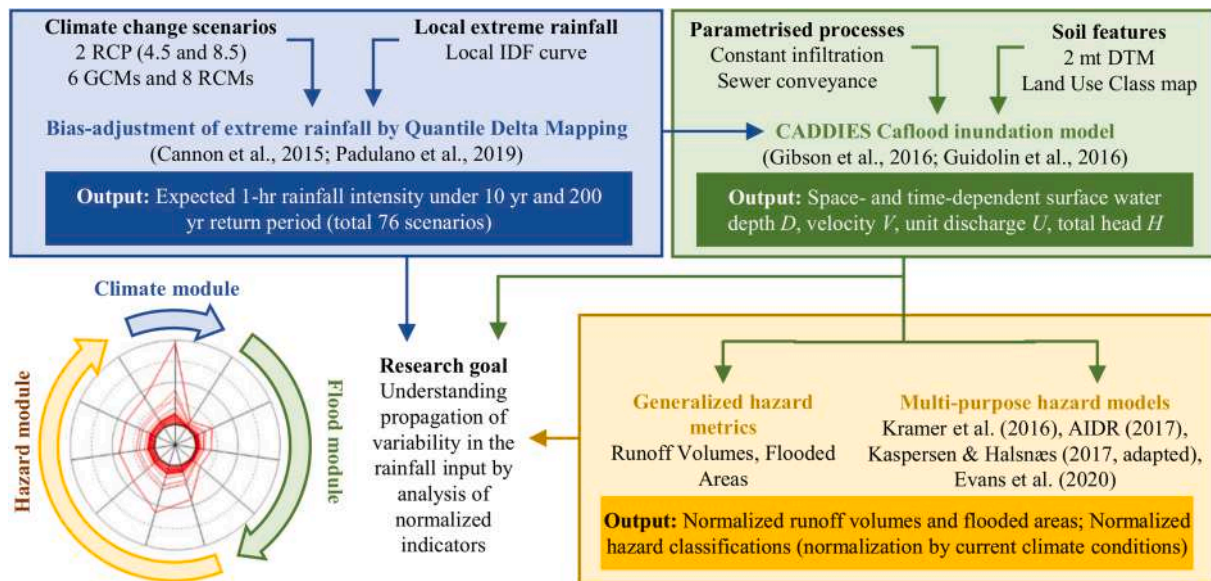 Climate change scenarios
2 RCP (4.5 and 8.5)
6 GCMs and 8 RCMs
Local extreme rainfall
Local IDF curve
Bias-adjustment of extreme rainfall by Quantile Delta Mapping
(Cannon et al., 2015; Padulano et al., 2019)
Output: Expected 1-hr rainfall intensity under 10 yr and 200
yr return period (total 76 scenarios)
Parametrised processes
Constant infiltration
Sewer conveyance
Soil features
2 mt DTM
Land Use Class map
CADDIES Caflood inundation model
(Gibson et al., 2016; Guidolin et al., 2016)
Output: Space- and time-dependent surface water
depth D, velocity V, unit discharge U, total head H
Climate module
Flood module
Hazard module
Research goal
Understanding
propagation of
variability in the
rainfall input by
analysis of
normalized
indicators
Generalized hazard
metrics
Runoff Volumes, Flooded
Areas
Multi-purpose hazard models
Kramer et al. (2016), AIDR (2017),
Kaspersen & Halsnæs (2017, adapted),
Evans et al. (2020)
Output: Normalized runoff volumes and flooded areas; Normalized
hazard classifications (normalization by current climate conditions)